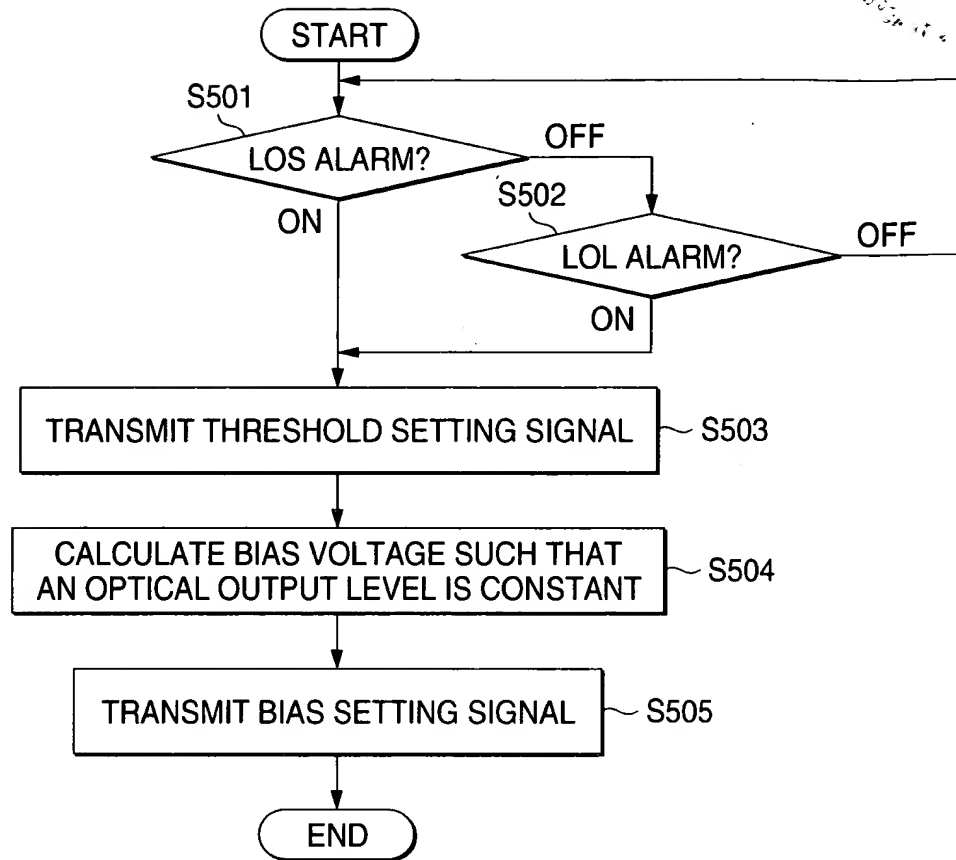 START
S501
LOS ALARM?
OFF
ON
S502
LOL ALARM?
OFF
ON
TRANSMIT THRESHOLD SETTING SIGNAL
S503
CALCULATE BIAS VOLTAGE SUCH THAT
AN OPTICAL OUTPUT LEVEL IS CONSTANT
S504
TRANSMIT BIAS SETTING SIGNAL
S505
END